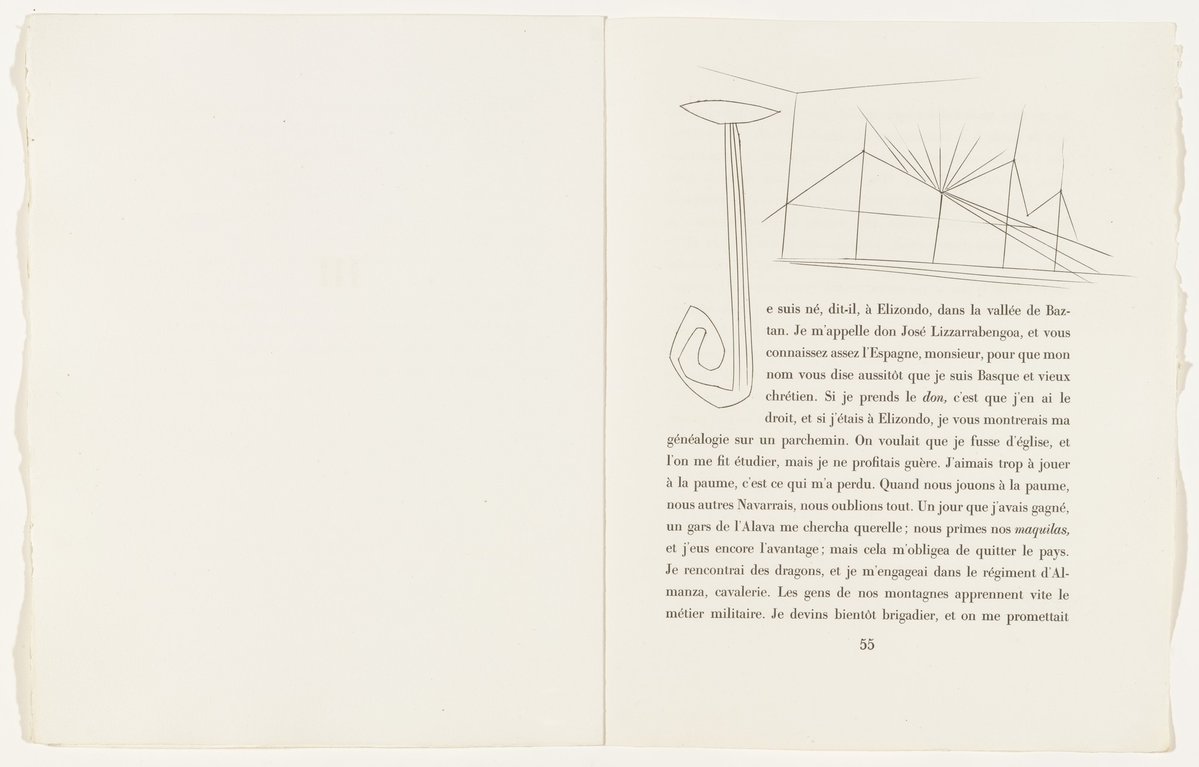 Je suis né, dit-il, à Elizondo, dans la vallée de Baz-
tan. Je m'appelle don José Lizzarrabengoa, et vous
connaissez assez l'Espagne, monsieur, pour que mon
nom vous dise aussitôt que je suis Basque et vieux
chrétien. Si je prends le don, c'est que j'en ai le
droit, et si j'étais à Elizondo, je vous montrerais ma
généalogie sur un parchemin. On voulait que je fusse d'église, et
l'on me fit étudier, mais je ne profitais guère. J'aimais trop à jouer
à la paume, c'est ce qui m'a perdu. Quand nous jouons à la paume,
nous autres Navarrais, nous oublions tout. Un jour que j'avais gagné,
un gars de l'Alava me chercha querelle ; nous prîmes nos maquilas,
et j'eus encore l'avantage ; mais cela m'obligea de quitter le pays.
Je rencontrai des dragons, et je m'engageai dans le régiment d'Al-
manza, cavalerie. Les gens de nos montagnes apprennent vite le
métier militaire. Je devins bientôt brigadier, et on me promettait
55